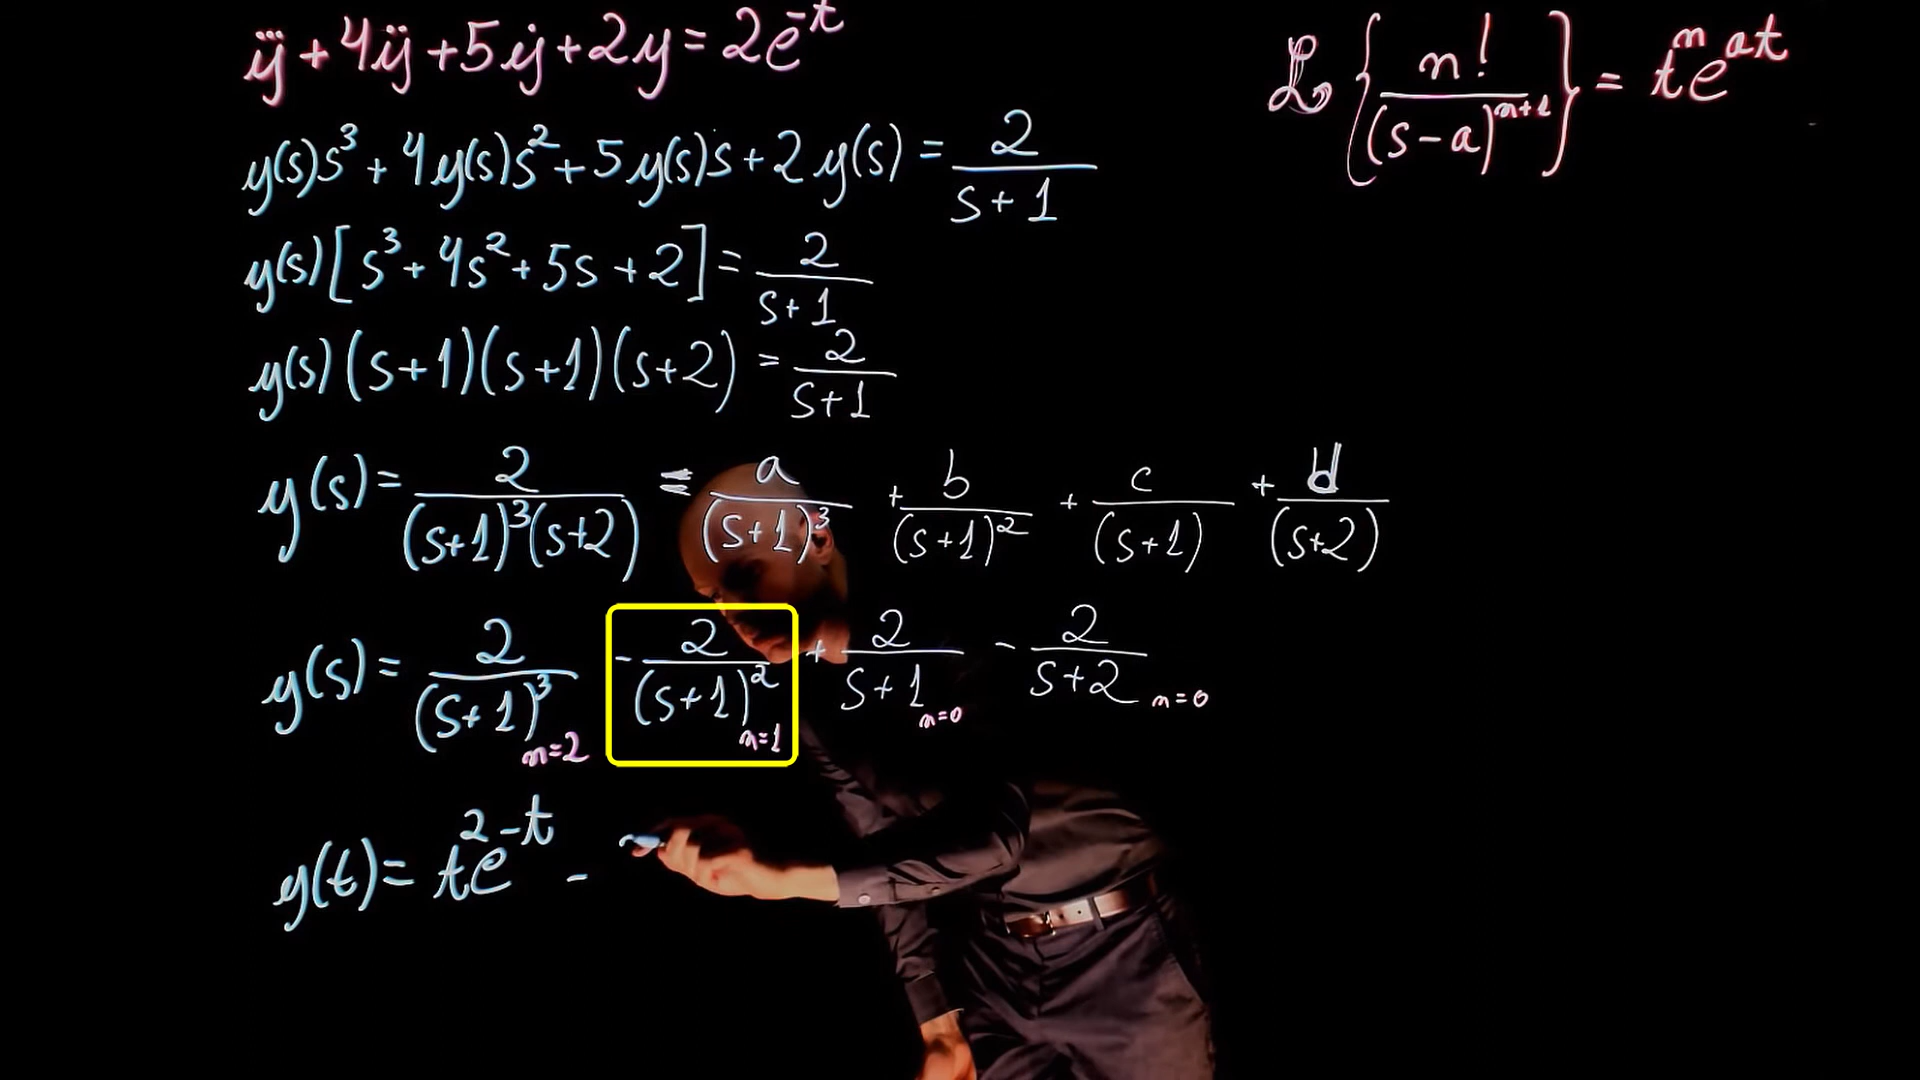 y⃛ + 4ÿ + 5ẏ + 2y = 2e^{-t}
ℒ { n! / (s-a)^{n+1} } = t^n e^{at}
y(s)s³ + 4y(s)s² + 5y(s)s + 2y(s) = 2 / (s+1)
y(s)[s³ + 4s² + 5s + 2] = 2 / (s+1)
y(s)(s+1)(s+1)(s+2) = 2 / (s+1)
y(s) = 2 / ((s+1)³(s+2)) = a / (s+1)³ + b / (s+1)² + c / (s+1) + d / (s+2)
y(s) = 2 / (s+1)³ - 2 / (s+1)² + 2 / (s+1) - 2 / (s+2)
n=2 n=1 n=0 n=0
y(t) = t²e^{-t} -